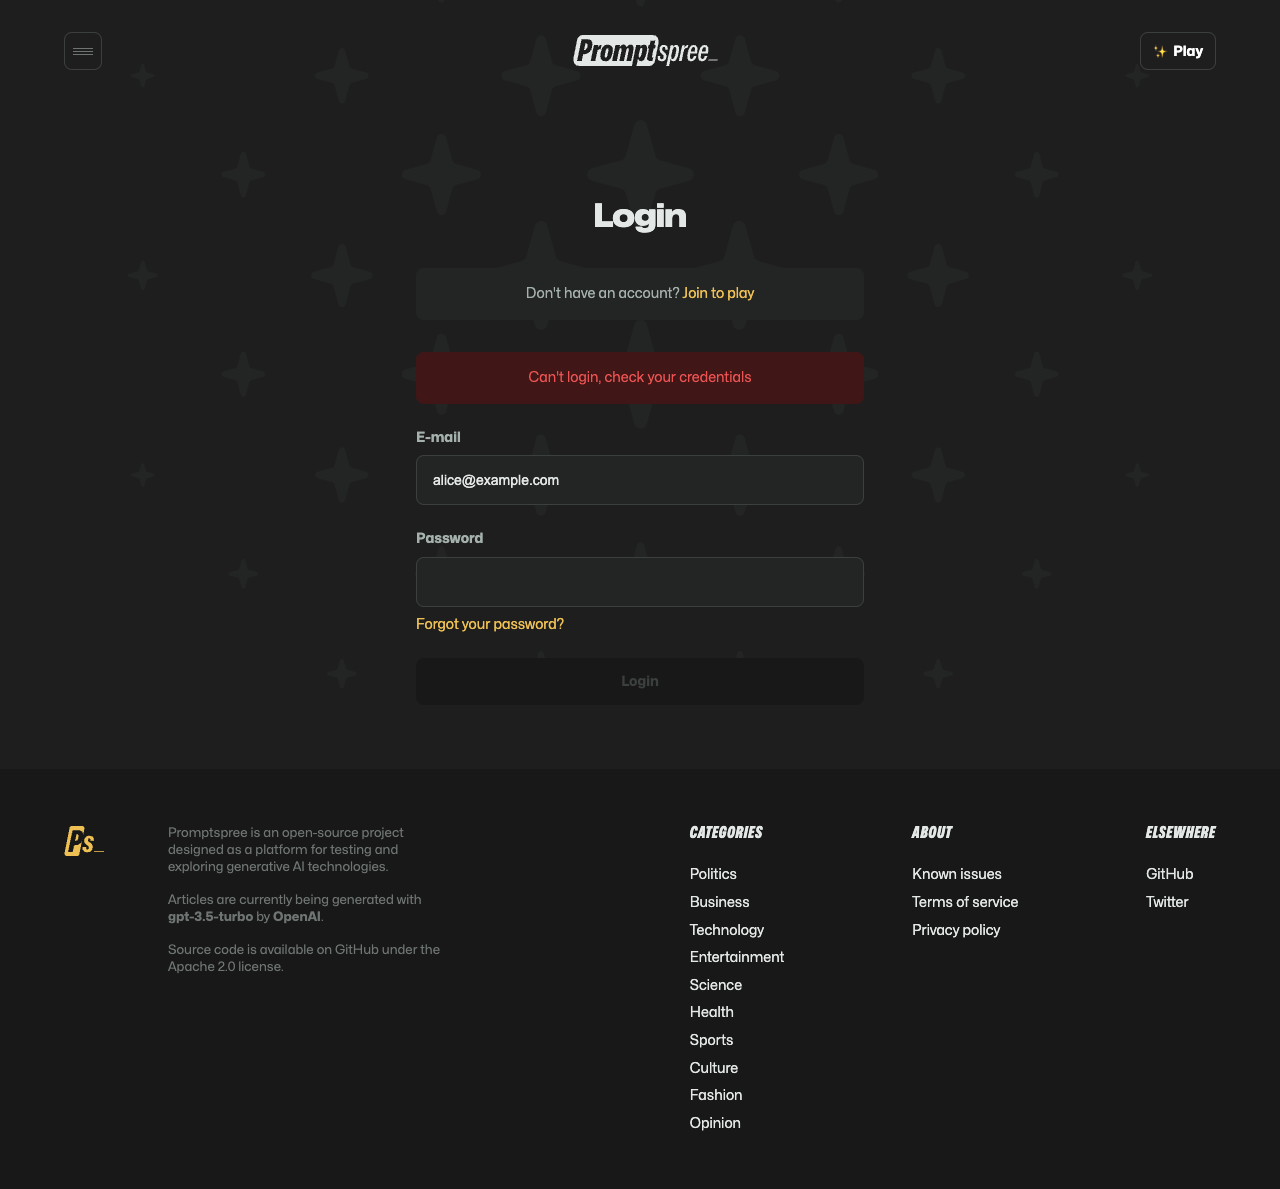 Promptspree_
Play
Login
Don't have an account? Join to play
Can't login, check your credentials
E-mail
alice@example.com
Password
Forgot your password?
Login
Ps_
Promptspree is an open-source project
designed as a platform for testing and
exploring generative AI technologies.
Articles are currently being generated with
gpt-3.5-turbo by OpenAI.
Source code is available on GitHub under the
Apache 2.0 license.
CATEGORIES
Politics
Business
Technology
Entertainment
Science
Health
Sports
Culture
Fashion
Opinion
ABOUT
Known issues
Terms of service
Privacy policy
ELSEWHERE
GitHub
Twitter